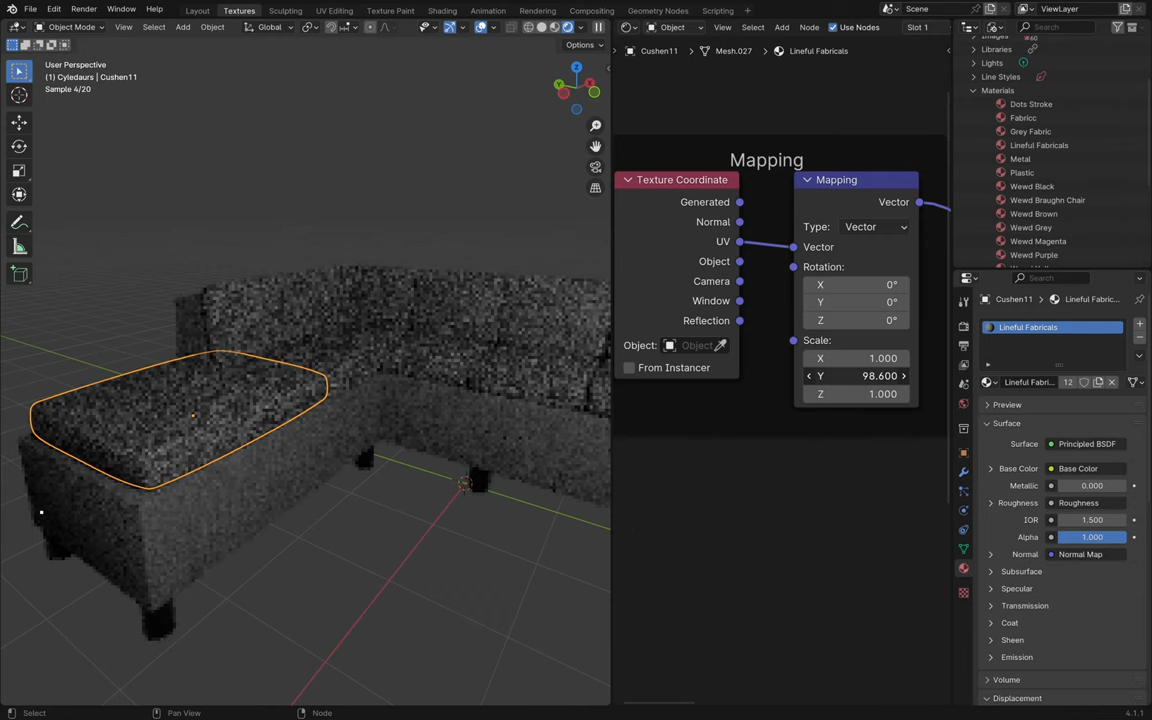 File Edit Render Window Help Layout Textures Sculpting UV Editing Texture Paint Shading Animation Rendering Compositing Geometry Nodes Scripting Scene ViewLayer
Object Mode View Select Add Object Object View Select Add Node Use Nodes Slot 1 Search
Options
User Perspective
(1) Cyledaurs | Cushen11
Sample 4/20
Z
Y
X
Cushen11 Mesh.027 Lineful Fabricals
Mapping
Texture Coordinate
Generated
Normal
UV
Object
Camera
Window
Reflection
Object: Object
From Instancer
Mapping
Vector
Type: Vector
Vector
Rotation:
X 0°
Y 0°
Z 0°
Scale:
X 1.000
Y 98.600
Z 1.000
Images
Libraries
Lights
Line Styles
Materials
Dots Stroke
Fabricc
Grey Fabric
Lineful Fabricals
Metal
Plastic
Wewd Black
Wewd Braughn Chair
Wewd Brown
Wewd Grey
Wewd Magenta
Wewd Purple
Search
Cushen11 Lineful Fabric...
Lineful Fabricals
Lineful Fabri... 12
Preview
Surface
Surface Principled BSDF
Base Color Base Color
Metallic 0.000
Roughness Roughness
IOR 1.500
Alpha 1.000
Normal Normal Map
Subsurface
Specular
Transmission
Coat
Sheen
Emission
Volume
Displacement
Select Pan View Node 4.1.1